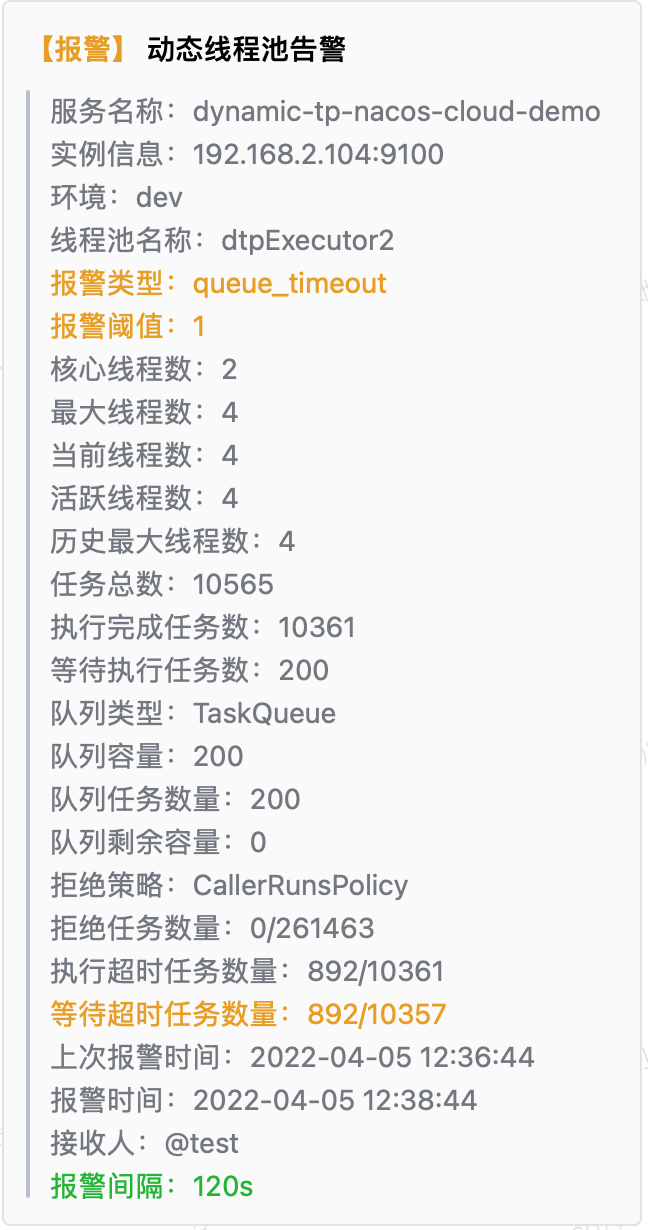 【报警】 动态线程池告警
服务名称：dynamic-tp-nacos-cloud-demo
实例信息：192.168.2.104:9100
环境：dev
线程池名称：dtpExecutor2
报警类型：queue_timeout
报警阈值：1
核心线程数：2
最大线程数：4
当前线程数：4
活跃线程数：4
历史最大线程数：4
任务总数：10565
执行完成任务数：10361
等待执行任务数：200
队列类型：TaskQueue
队列容量：200
队列任务数量：200
队列剩余容量：0
拒绝策略：CallerRunsPolicy
拒绝任务数量：0/261463
执行超时任务数量：892/10361
等待超时任务数量：892/10357
上次报警时间：2022-04-05 12:36:44
报警时间：2022-04-05 12:38:44
接收人：@test
报警间隔：120s